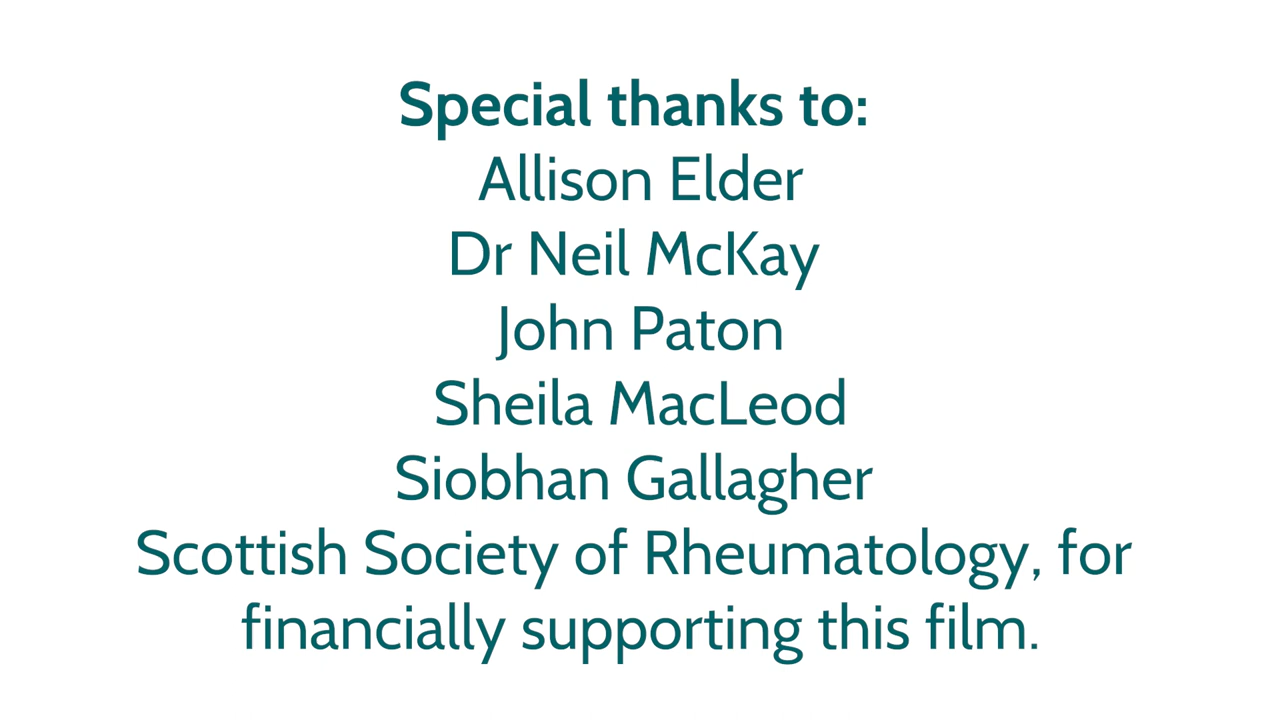 Special thanks to:
Allison Elder
Dr Neil McKay
John Paton
Sheila MacLeod
Siobhan Gallagher
Scottish Society of Rheumatology, for
financially supporting this film.